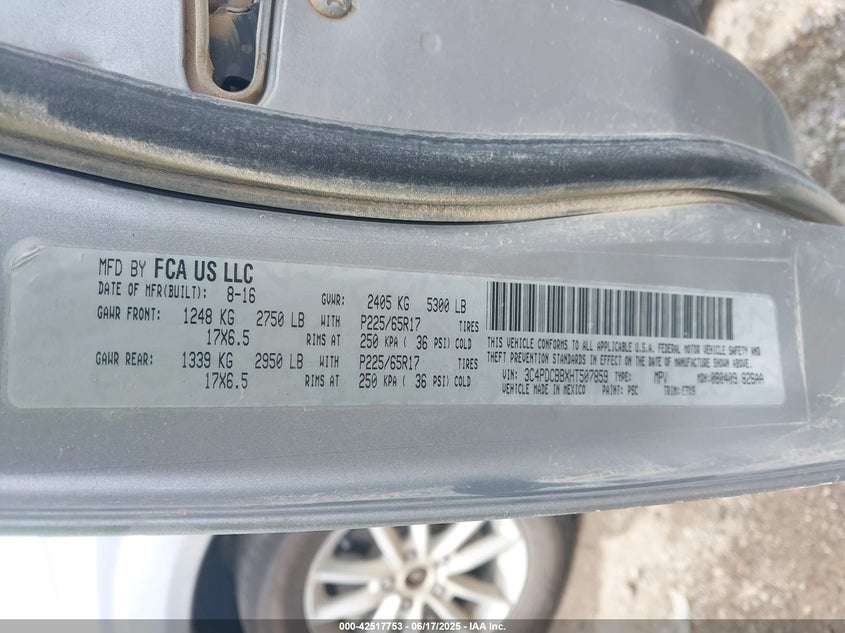 MFD BY FCA US LLC
DATE OF MFR(BUILT): 8-16 GVWR: 2405 KG 5300 LB
GAWR FRONT: 1248 KG 2750 LB WITH P225/65R17 TIRES
17X6.5 RIMS AT 250 KPA ( 36 PSI) COLD
GAWR REAR: 1339 KG 2950 LB WITH P225/65R17 TIRES
17X6.5 RIMS AT 250 KPA ( 36 PSI) COLD
THIS VEHICLE CONFORMS TO ALL APPLICABLE U.S.A. FEDERAL MOTOR VEHICLE SAFETY AND
THEFT PREVENTION STANDARDS IN EFFECT ON THE DATE OF MANUFACTURE SHOWN ABOVE.
VIN: 3C4PDCBBXHT507859 TYPE: MPV MDH: 080409 826AA
VEHICLE MADE IN MEXICO PAINT: PSC TRIM:
000-42517753 - 06/17/2025 - IAA Inc.